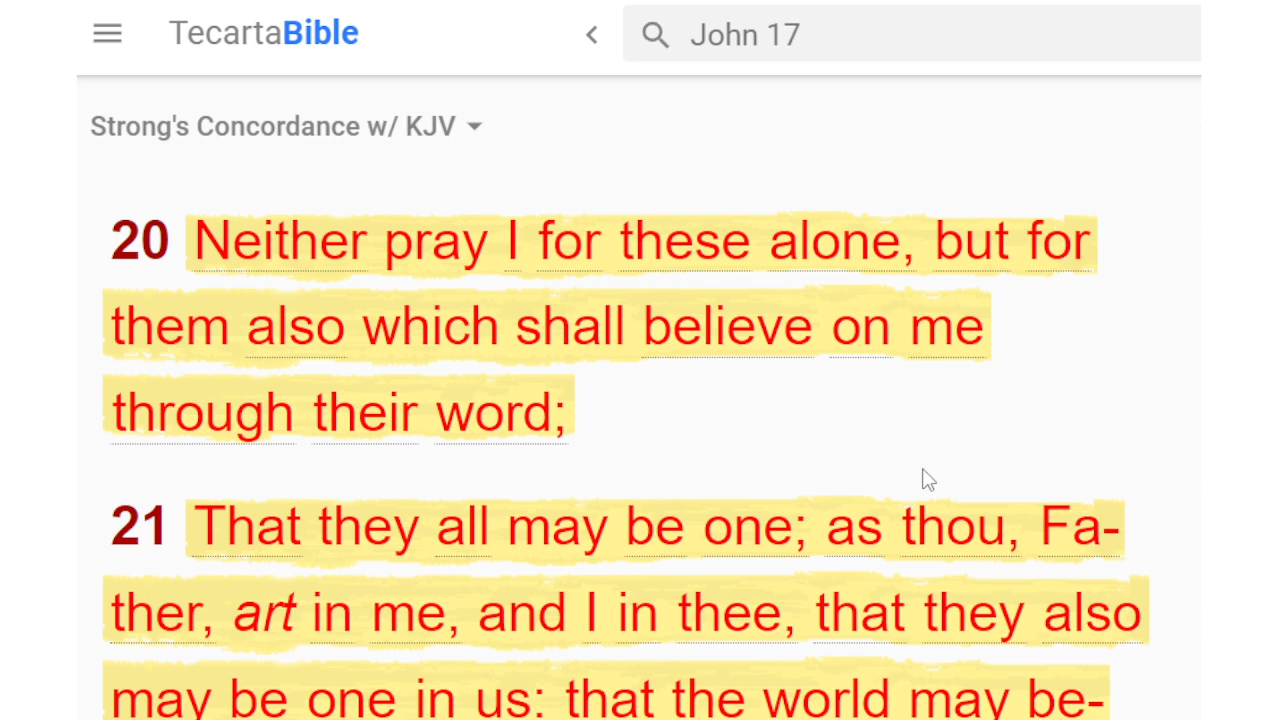 TecartaBible
John 17
Strong's Concordance w/ KJV
20 Neither pray I for these alone, but for
them also which shall believe on me
through their word;
21 That they all may be one; as thou, Fa-
ther, art in me, and I in thee, that they also
may be one in us: that the world may be-